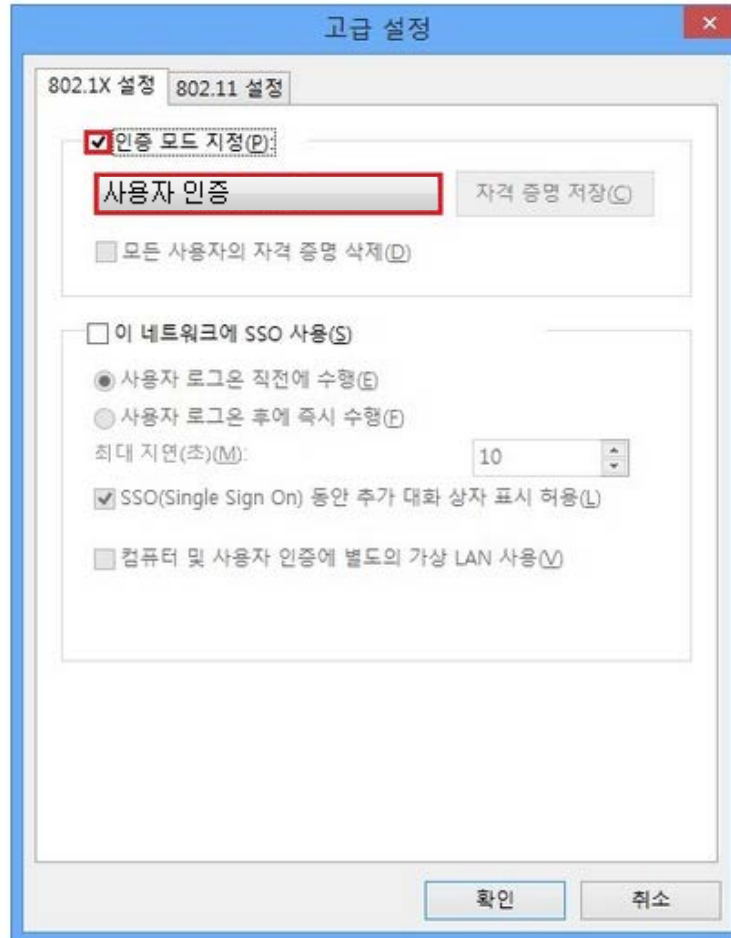 고급 설정
802.1X 설정 802.11 설정
인증 모드 지정(P):
사용자 인증 자격 증명 저장(C)
모든 사용자의 자격 증명 삭제(D)
이 네트워크에 SSO 사용(S)
사용자 로그온 직전에 수행(E)
사용자 로그온 후에 즉시 수행(F)
최대 지연(초)(M): 10
SSO(Single Sign On) 동안 추가 대화 상자 표시 허용(L)
컴퓨터 및 사용자 인증에 별도의 가상 LAN 사용(V)
확인 취소